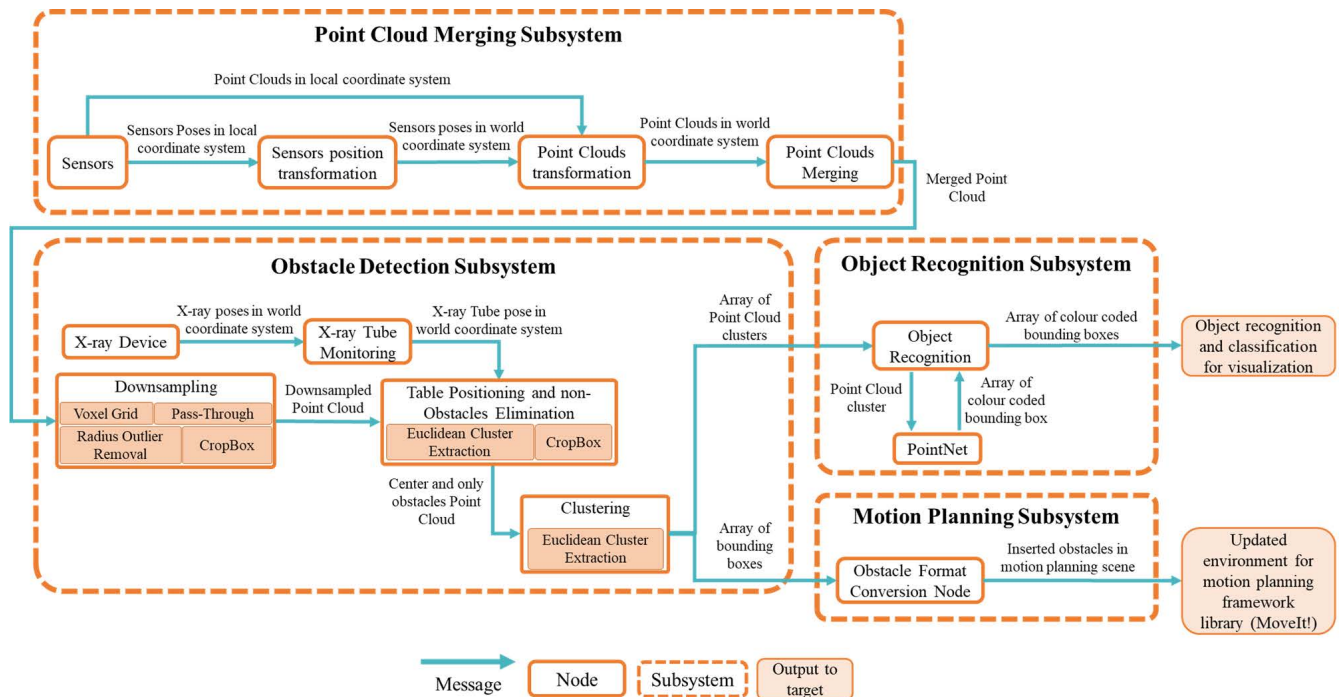 Point Cloud Merging Subsystem
Point Clouds in local coordinate system
Sensors
Sensors Poses in local
coordinate system
Sensors position
transformation
Sensors poses in world
coordinate system
Point Clouds
transformation
Point Clouds in world
coordinate system
Point Clouds
Merging
Merged Point
Cloud
Obstacle Detection Subsystem
X-ray Device
X-ray poses in world
coordinate system
X-ray Tube
Monitoring
X-ray Tube pose in
world coordinate system
Downsampling
Voxel Grid
Pass-Through
Radius Outlier
Removal
CropBox
Downsampled
Point Cloud
Table Positioning and non-
Obstacles Elimination
Euclidean Cluster
Extraction
CropBox
Center and only
obstacles Point
Cloud
Clustering
Euclidean Cluster
Extraction
Array of
Point Cloud
clusters
Array of
bounding
boxes
Object Recognition Subsystem
Object
Recognition
Point Cloud
cluster
Array of
colour coded
bounding box
PointNet
Array of colour coded
bounding boxes
Object recognition
and classification
for visualization
Motion Planning Subsystem
Obstacle Format
Conversion Node
Inserted obstacles in
motion planning scene
Updated
environment for
motion planning
framework
library (MoveIt!)
Message
Node
Subsystem
Output to
target